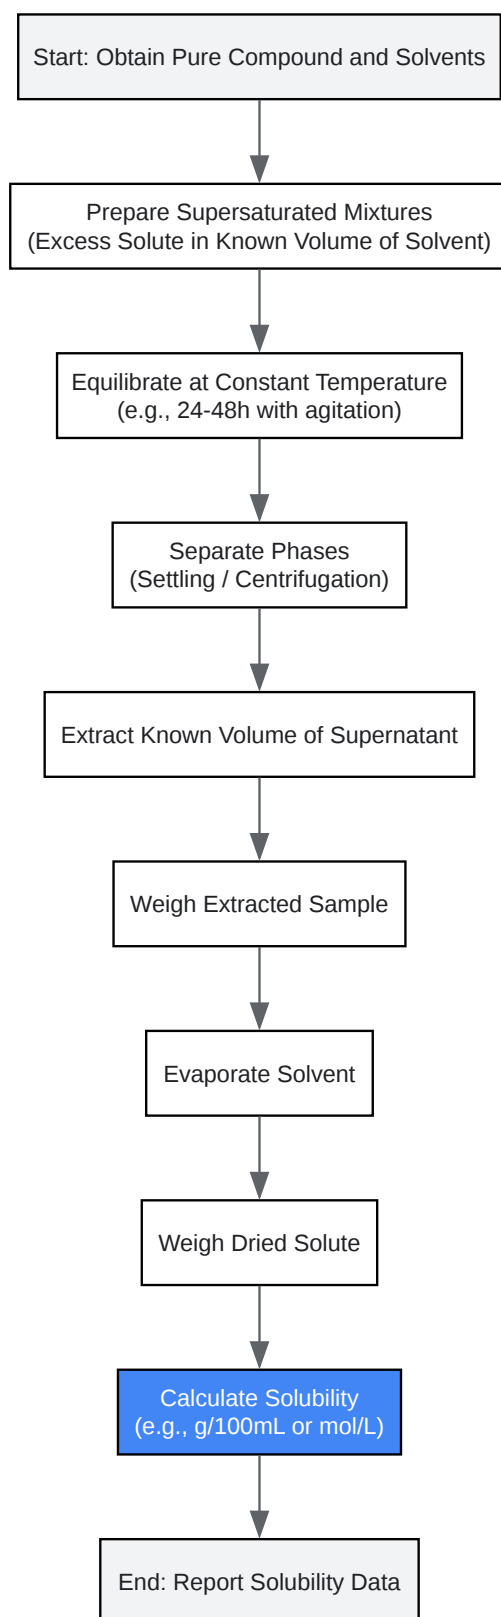 Start: Obtain Pure Compound and Solvents
Prepare Supersaturated Mixtures
(Excess Solute in Known Volume of Solvent)
Equilibrate at Constant Temperature
(e.g., 24-48h with agitation)
Separate Phases
(Settling / Centrifugation)
Extract Known Volume of Supernatant
Weigh Extracted Sample
Evaporate Solvent
Weigh Dried Solute
Calculate Solubility
(e.g., g/100mL or mol/L)
End: Report Solubility Data